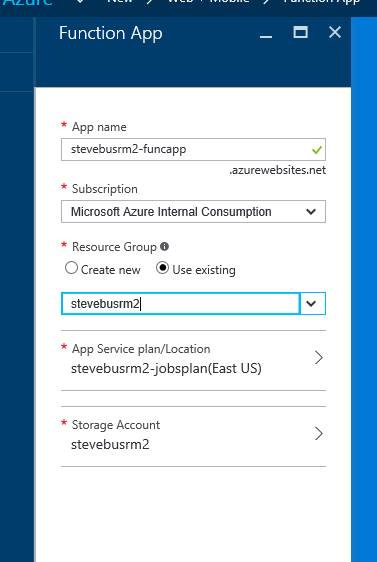 Azure New > Web + Mobile > Function App
Function App
* App name
stevebusrm2-funcapp
.azurewebsites.net
* Subscription
Microsoft Azure Internal Consumption
* Resource Group
Create new Use existing
stevebusrm2
* App Service plan/Location
stevebusrm2-jobsplan(East US)
* Storage Account
stevebusrm2